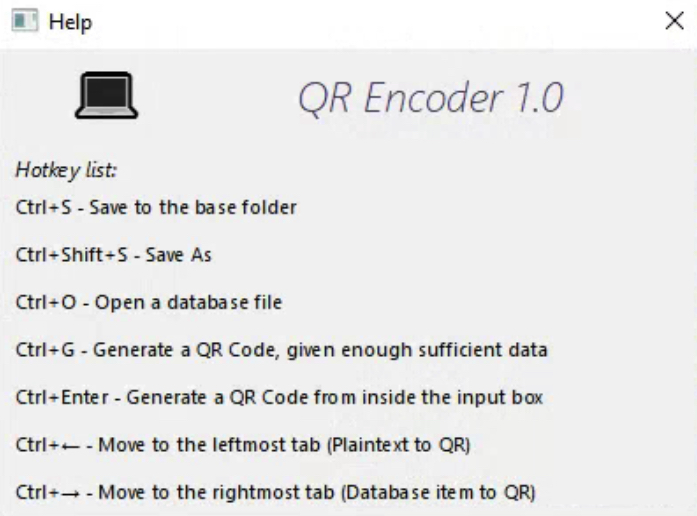 Help
QR Encoder 1.0
Hotkey list:
Ctrl+S - Save to the base folder
Ctrl+Shift+S - Save As
Ctrl+O - Open a database file
Ctrl+G - Generate a QR Code, given enough sufficient data
Ctrl+Enter - Generate a QR Code from inside the input box
Ctrl+← - Move to the leftmost tab (Plaintext to QR)
Ctrl+→ - Move to the rightmost tab (Database item to QR)